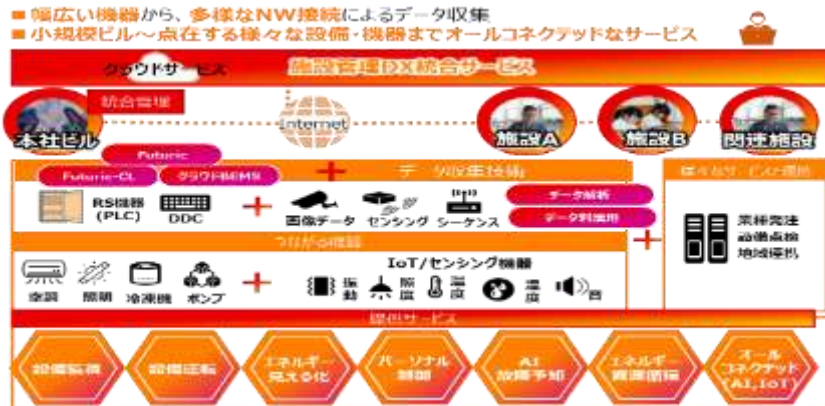 幅広い機器から、多様なNW接続によるデータ収集
小規模ビル～点在する様々な設備・機器までオールコネクテッドなサービス
クラウドサービス
施設管理DX統合サービス
統合管理
本社ビル
internet
施設A
施設B
関連施設
Futuric
Futuric-CL
クラウドBEMS
データ収集技術
RS機器
(PLC)
DDC
画像データ
センシング
シーケンス
データ解析
データ利活用
業務発注
設備点検
地域連携
つながる機器
空調
照明
冷凍機
ポンプ
IoT/センシング機器
振動
照度
温度
湿度
音
提供サービス
設備監視
設備運転
エネルギー
見える化
パーソナル
制御
AI
故障予知
エネルギー
オール
コネクテッド
(AI,IoT)